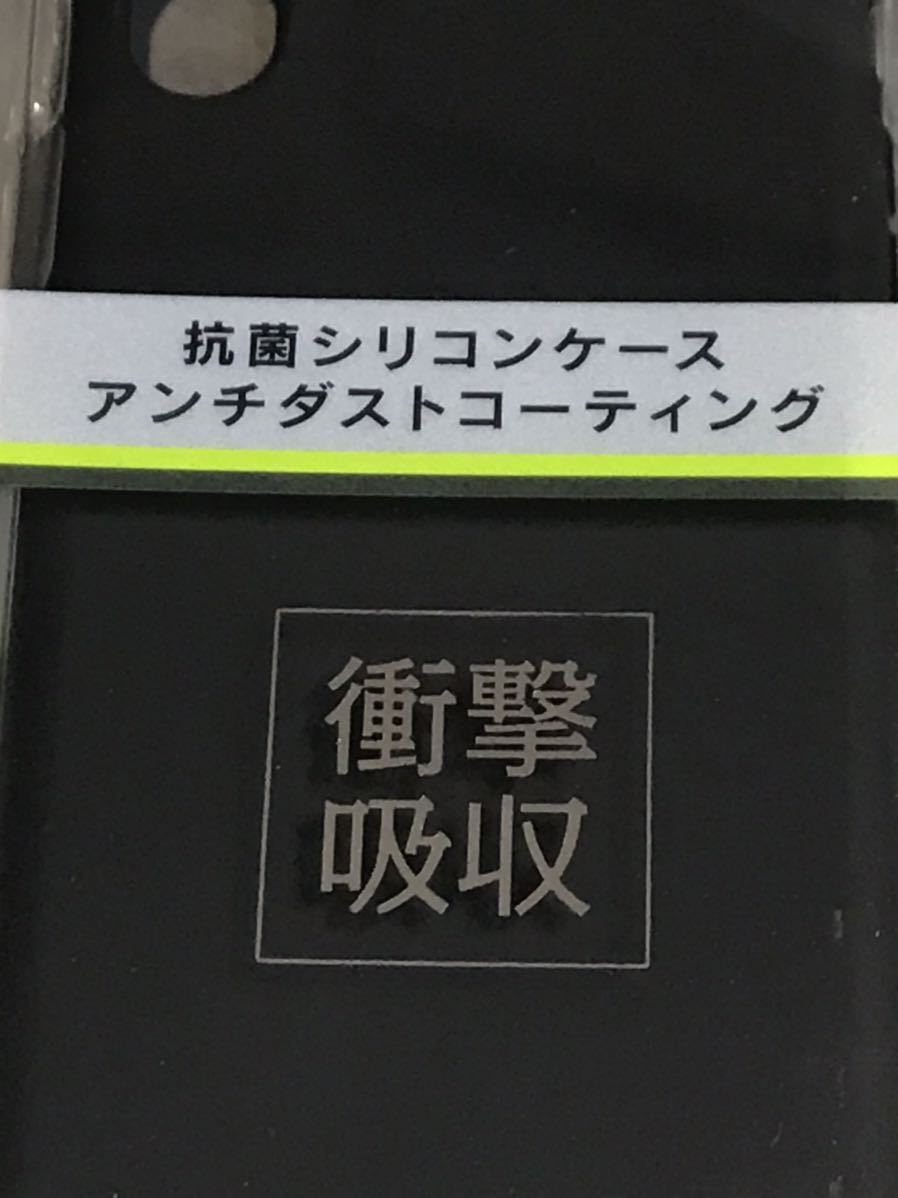 抗菌シリコンケース
アンチダストコーティング
衝撃
吸収